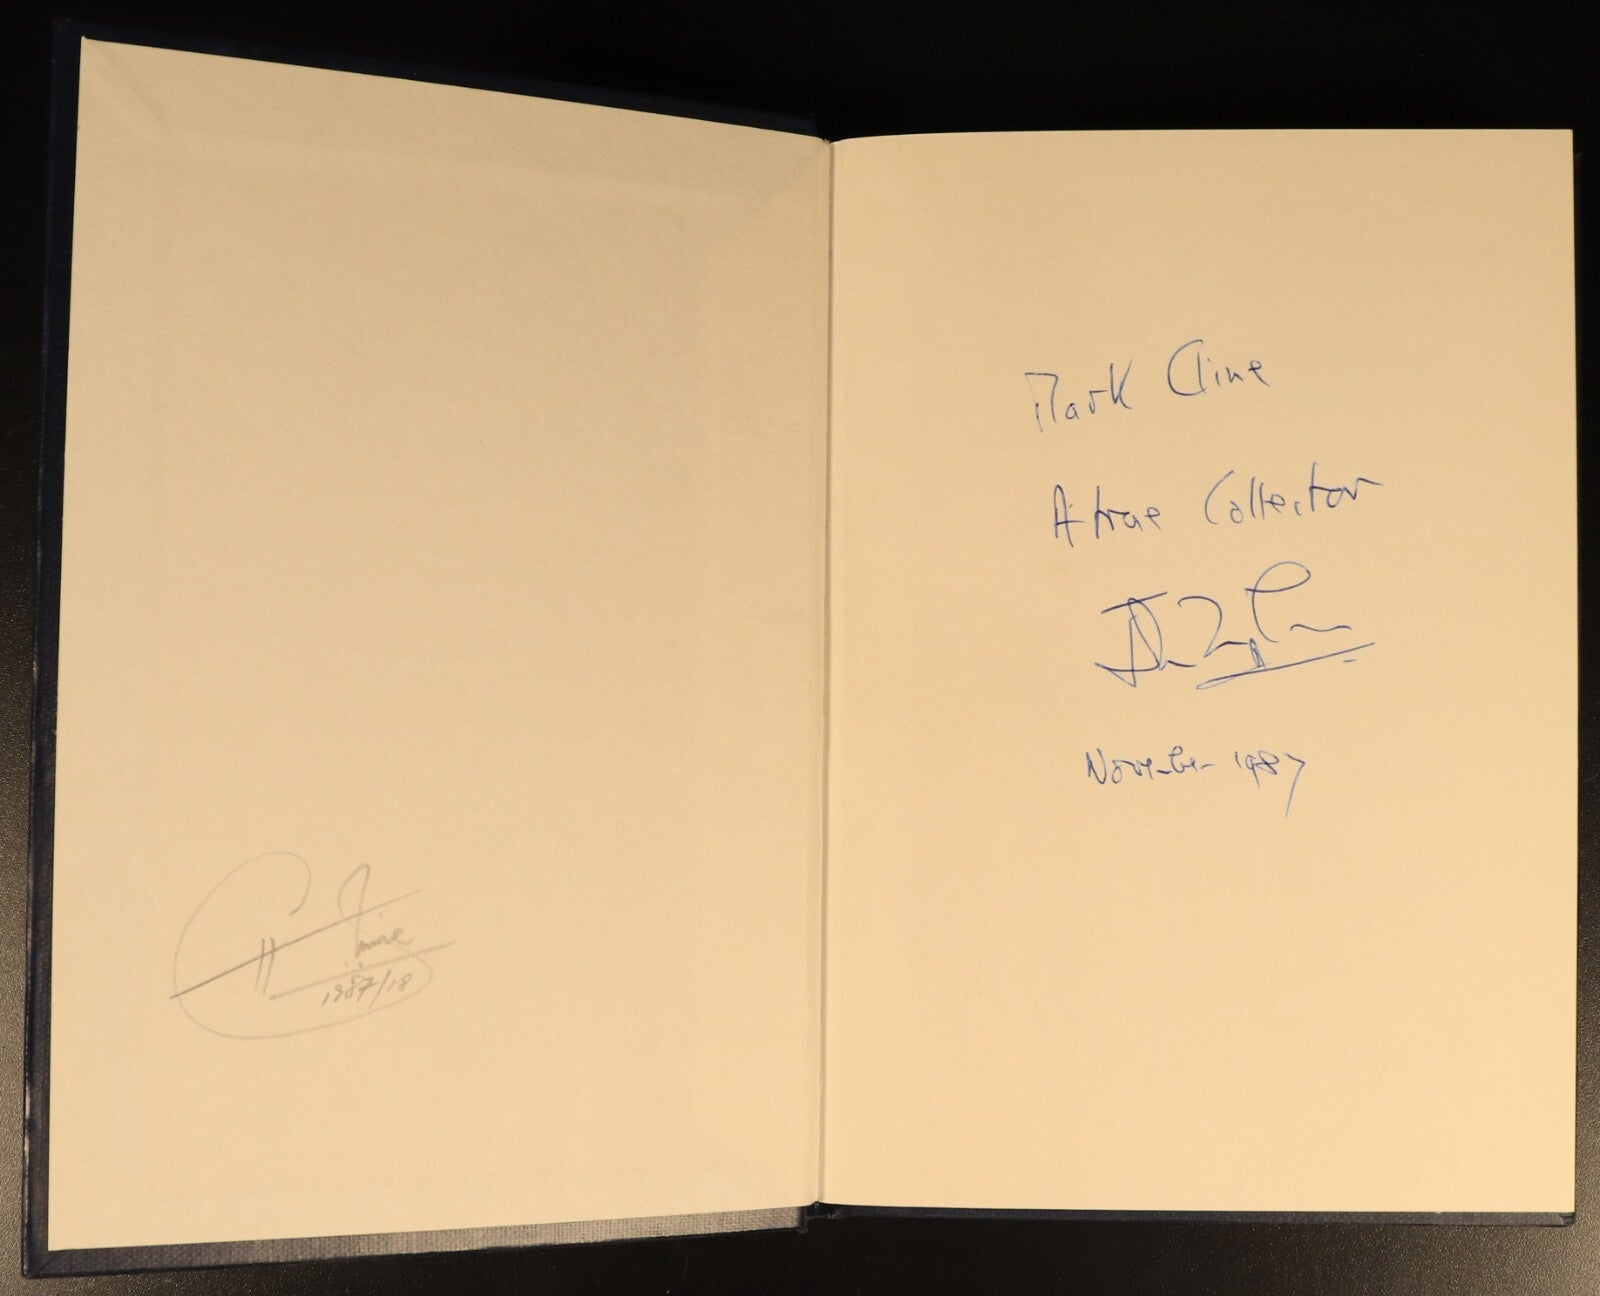 1987/18
Mark Cline
A true Collector
November 1987